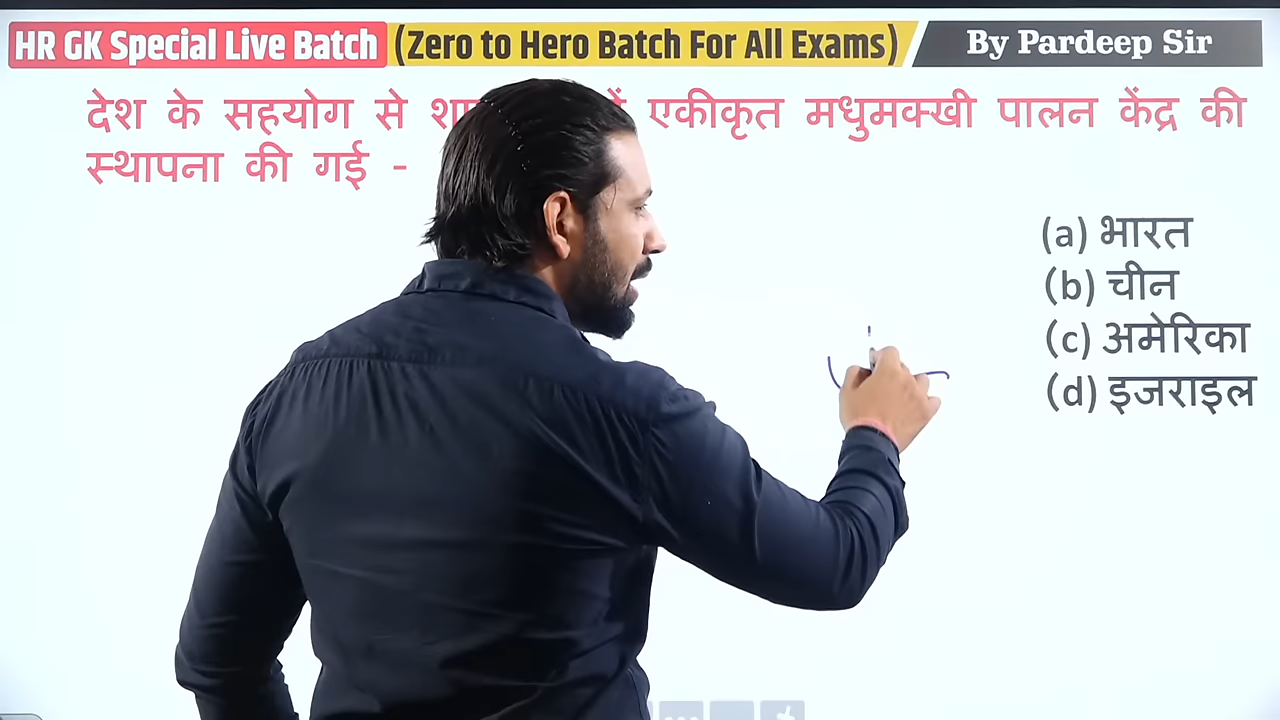 HR GK Special Live Batch (Zero to Hero Batch For All Exams) By Pardeep Sir
देश के सहयोग से एकीकृत मधुमक्खी पालन केंद्र की
स्थापना की गई -
(a) भारत
(b) चीन
(c) अमेरिका
(d) इजराइल